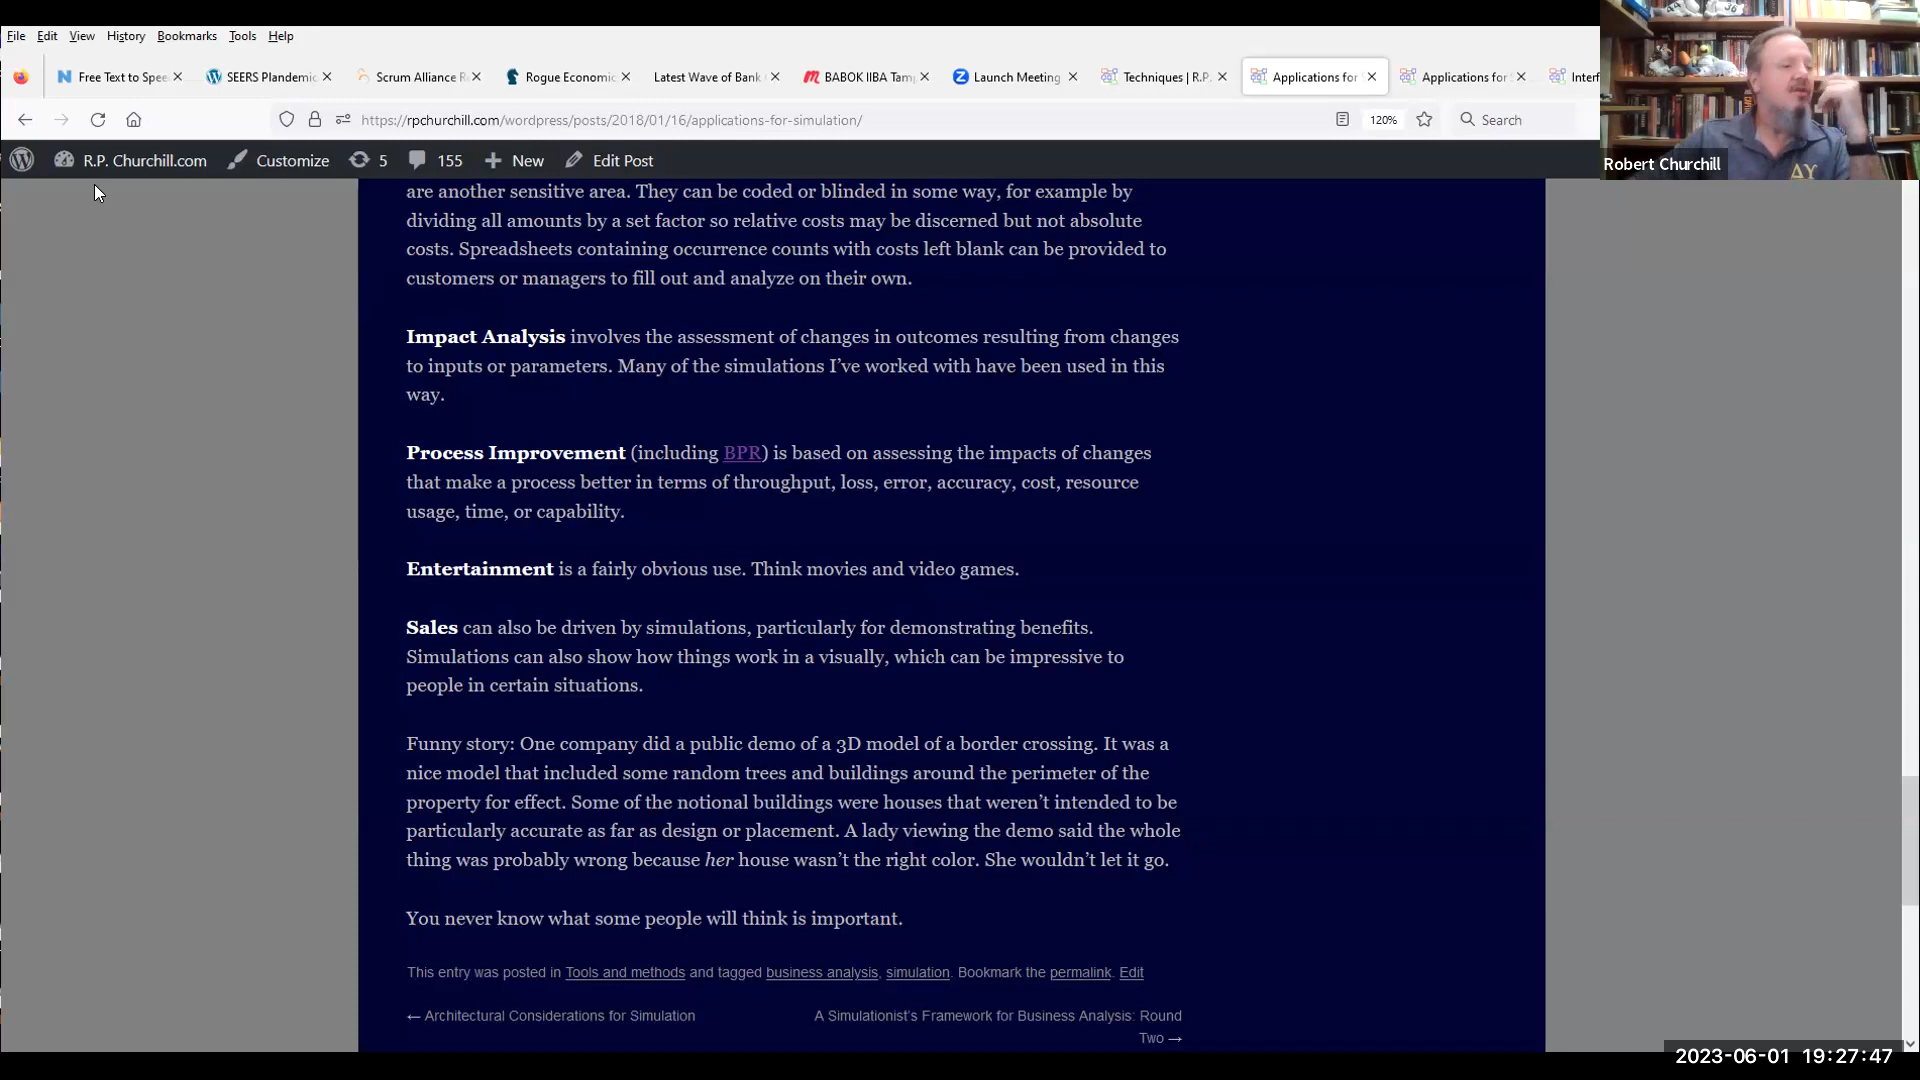 File Edit View History Bookmarks Tools Help
Free Text to Spee
SEERS Plandemic
Scrum Alliance R
Rogue Economic
Latest Wave of Bank
BABOK IIBA Tam
Launch Meeting
Techniques | R.P.
Applications for
Applications for S
Interf
https://rpchurchill.com/wordpress/posts/2018/01/16/applications-for-simulation/
120%
Search
R.P. Churchill.com Customize 5 155 New Edit Post
ΔΥ
Robert Churchill
are another sensitive area. They can be coded or blinded in some way, for example by
dividing all amounts by a set factor so relative costs may be discerned but not absolute
costs. Spreadsheets containing occurrence counts with costs left blank can be provided to
customers or managers to fill out and analyze on their own.
Impact Analysis involves the assessment of changes in outcomes resulting from changes
to inputs or parameters. Many of the simulations I’ve worked with have been used in this
way.
Process Improvement (including BPR) is based on assessing the impacts of changes
that make a process better in terms of throughput, loss, error, accuracy, cost, resource
usage, time, or capability.
Entertainment is a fairly obvious use. Think movies and video games.
Sales can also be driven by simulations, particularly for demonstrating benefits.
Simulations can also show how things work in a visually, which can be impressive to
people in certain situations.
Funny story: One company did a public demo of a 3D model of a border crossing. It was a
nice model that included some random trees and buildings around the perimeter of the
property for effect. Some of the notional buildings were houses that weren’t intended to be
particularly accurate as far as design or placement. A lady viewing the demo said the whole
thing was probably wrong because her house wasn’t the right color. She wouldn’t let it go.
You never know what some people will think is important.
This entry was posted in Tools and methods and tagged business analysis, simulation. Bookmark the permalink. Edit
← Architectural Considerations for Simulation
A Simulationist’s Framework for Business Analysis: Round
Two →
2023-06-01 19:27:47